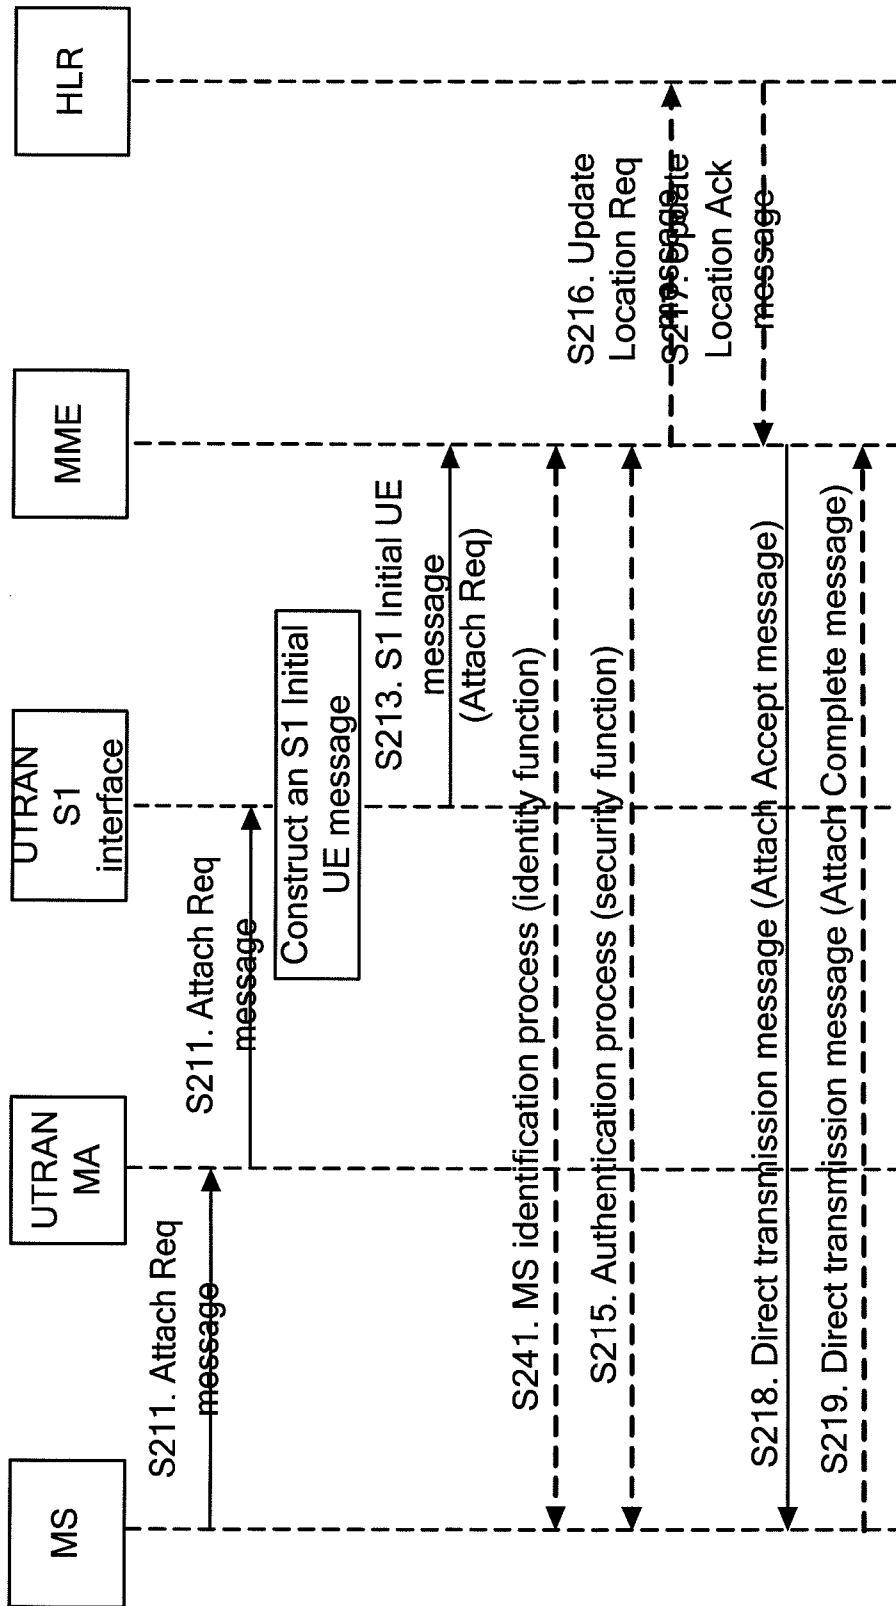 MS
UTRAN
MA
UTRAN
S1
interface
MME
HLR
S211. Attach Req
message
S211. Attach Req
message
Construct an S1 Initial
UE message
S213. S1 Initial UE
message
(Attach Req)
S241. MS identification process (identity function)
S215. Authentication process (security function)
S216. Update
Location Req
message
S217. Update
Location Ack
message
S218. Direct transmission message (Attach Accept message)
S219. Direct transmission message (Attach Complete message)